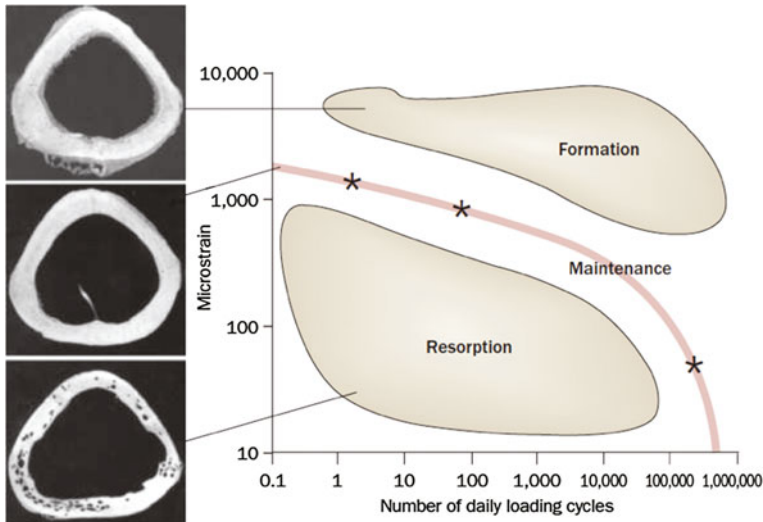 10,000
Formation
1,000
Microstrain
Maintenance
100
Resorption
10
0.1 1 10 100 1,000 10,000 100,000 1,000,000
Number of daily loading cycles